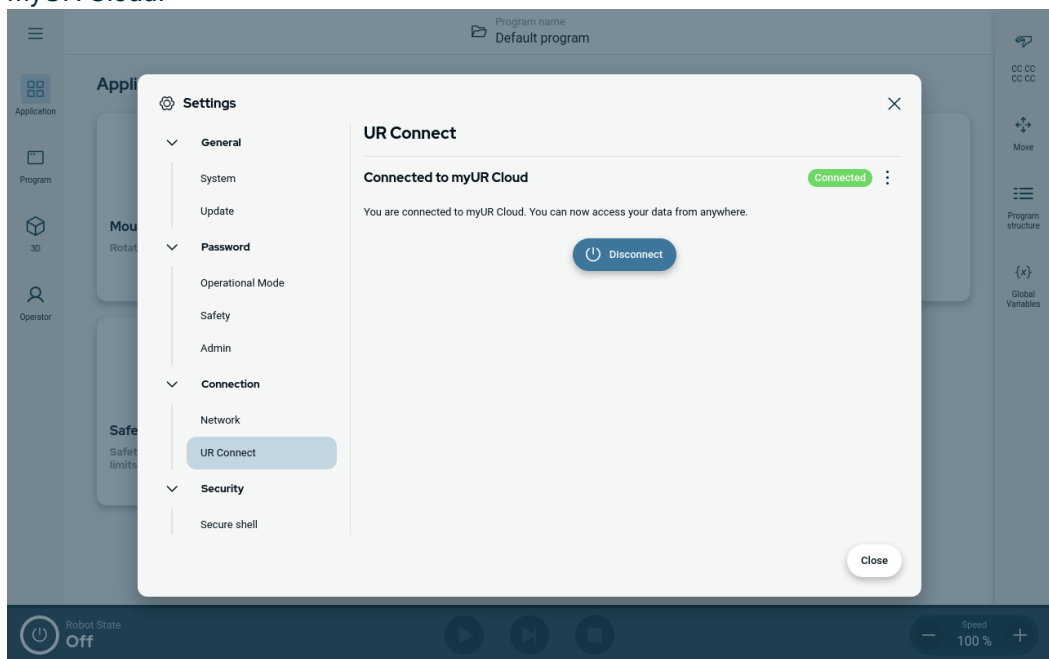 Program name
Default program
Application
Program
3D
Operator
Appli
Mou
Rotat
Safe
Safet
limits
Settings
General
System
Update
Password
Operational Mode
Safety
Admin
Connection
Network
UR Connect
Security
Secure shell
UR Connect
Connected to myUR Cloud
Connected
You are connected to myUR Cloud. You can now access your data from anywhere.
Disconnect
Close
CC CC
CC CC
Move
Program
structure
{x}
Global
Variables
Robot State
Off
Speed
100 %